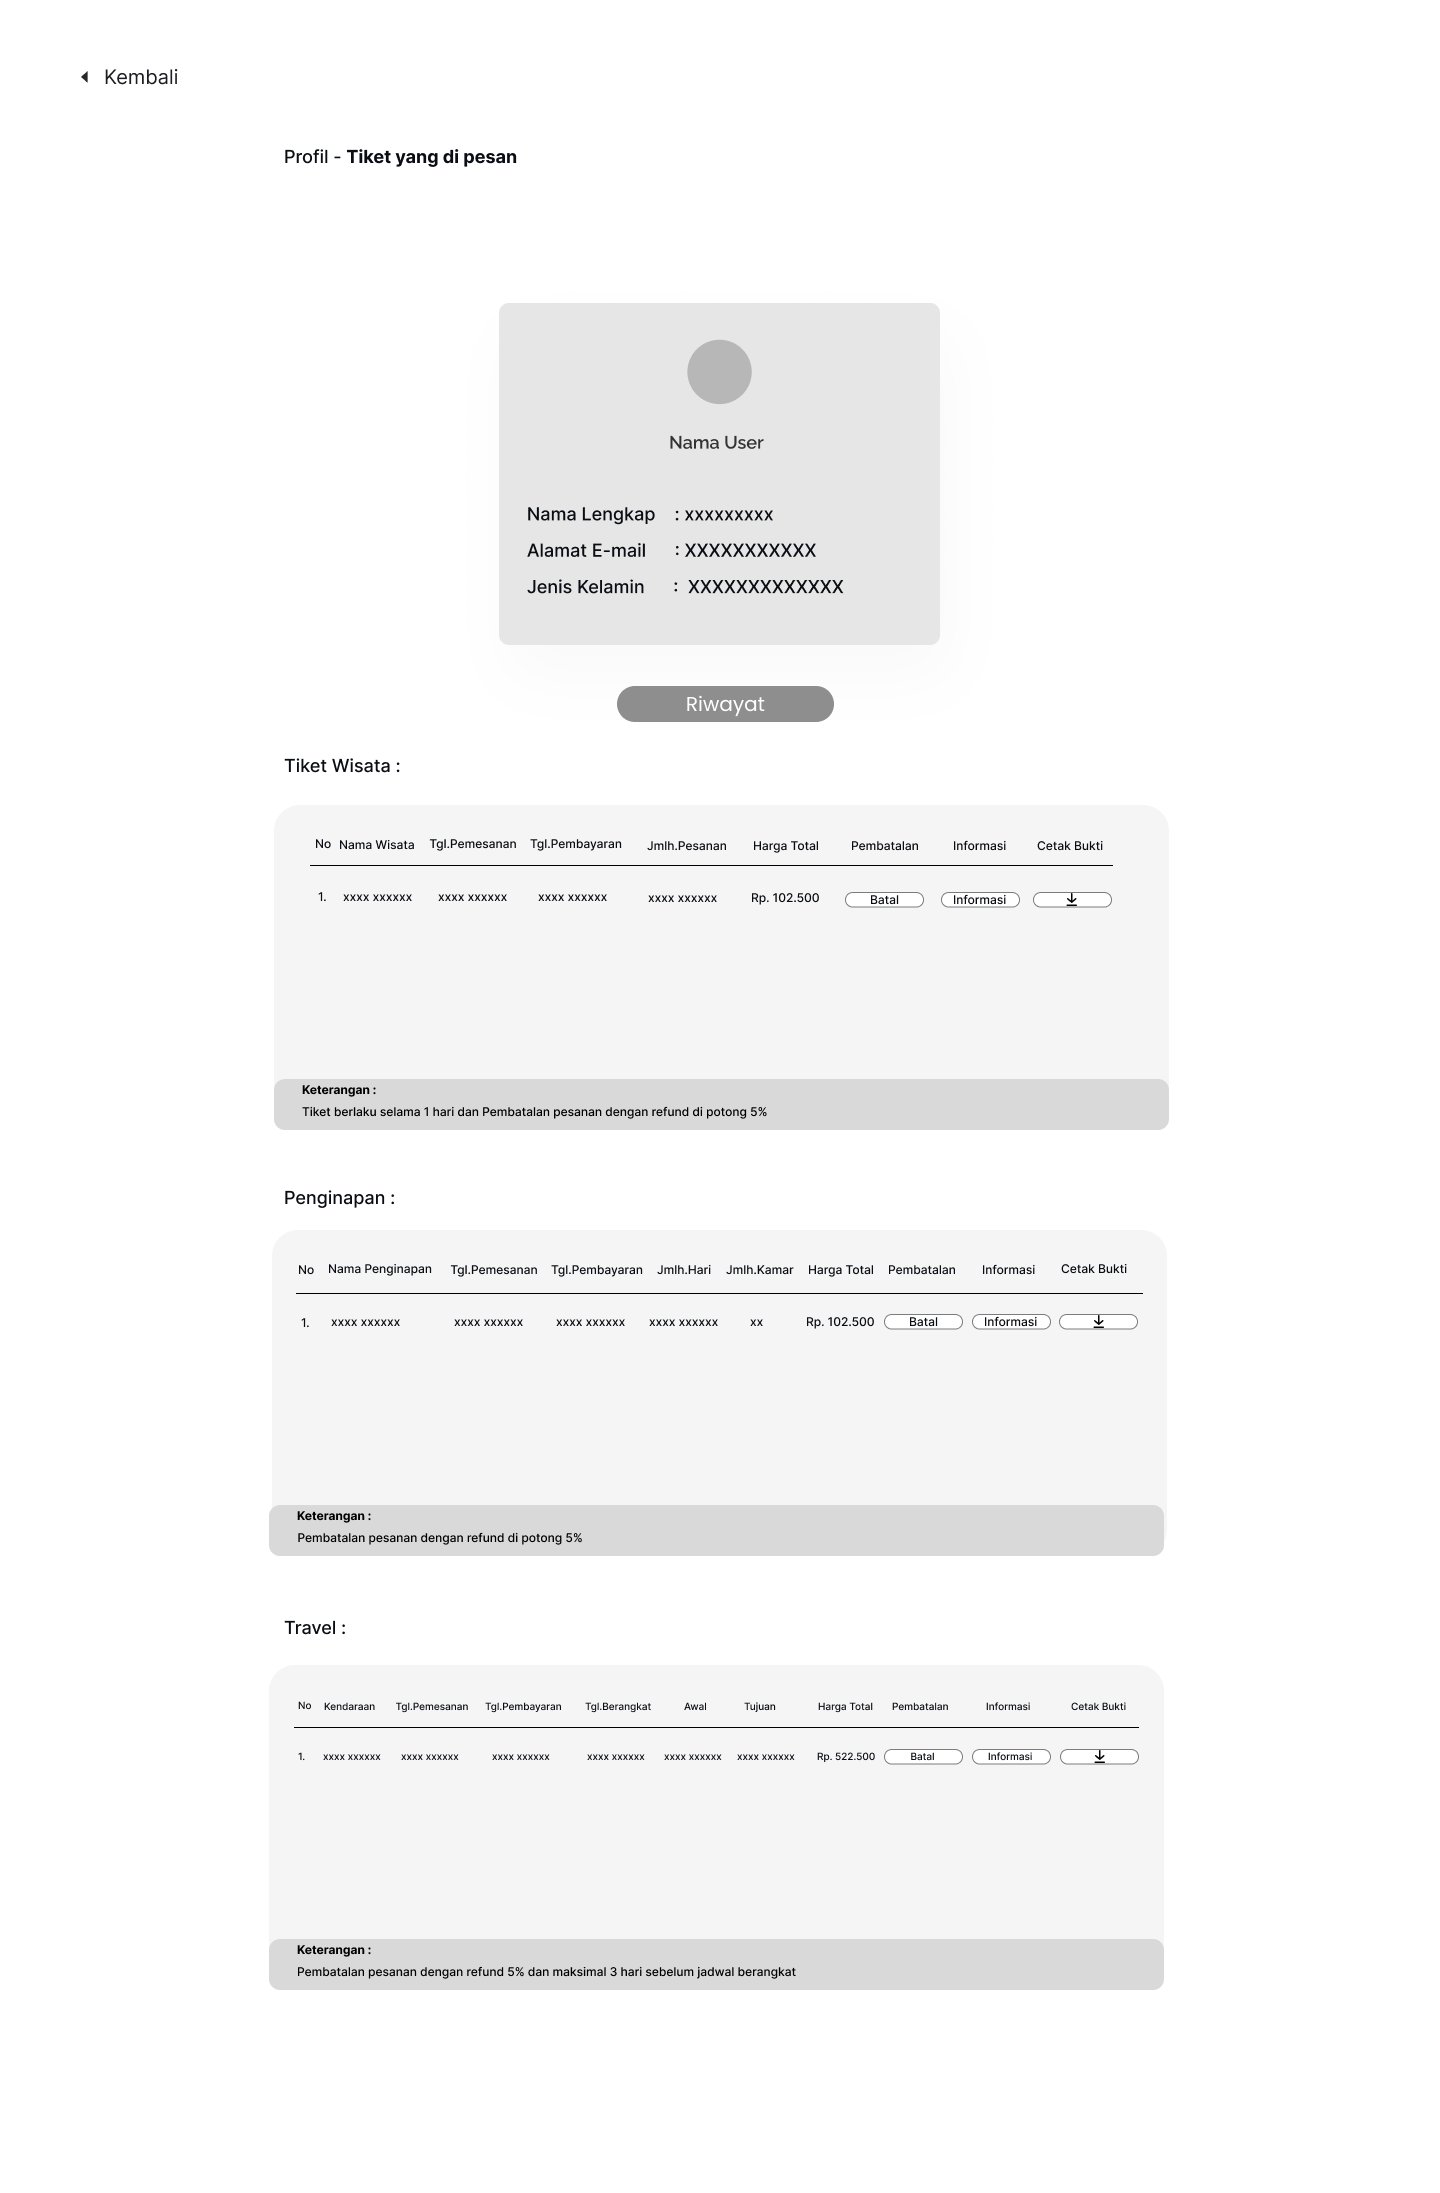 Kembali
Profil - Tiket yang di pesan
Nama User
Nama Lengkap : xxxxxxxxx
Alamat E-mail : XXXXXXXXXXX
Jenis Kelamin : XXXXXXXXXXXXX
Riwayat
Tiket Wisata :
No Nama Wisata Tgl.Pemesanan Tgl.Pembayaran Jmlh.Pesanan Harga Total Pembatalan Informasi Cetak Bukti
1. xxxx xxxxxx xxxx xxxxxx xxxx xxxxxx xxxx xxxxxx Rp. 102.500 Batal Informasi
Keterangan :
Tiket berlaku selama 1 hari dan Pembatalan pesanan dengan refund di potong 5%
Penginapan :
No Nama Penginapan Tgl.Pemesanan Tgl.Pembayaran Jmlh.Hari Jmlh.Kamar Harga Total Pembatalan Informasi Cetak Bukti
1. xxxx xxxxxx xxxx xxxxxx xxxx xxxxxx xxxx xxxxxx xx Rp. 102.500 Batal Informasi
Keterangan :
Pembatalan pesanan dengan refund di potong 5%
Travel :
No Kendaraan Tgl.Pemesanan Tgl.Pembayaran Tgl.Berangkat Awal Tujuan Harga Total Pembatalan Informasi Cetak Bukti
1. xxxx xxxxxx xxxx xxxxxx xxxx xxxxxx xxxx xxxxxx xxxx xxxxxx xxxx xxxxxx Rp. 522.500 Batal Informasi
Keterangan :
Pembatalan pesanan dengan refund 5% dan maksimal 3 hari sebelum jadwal berangkat